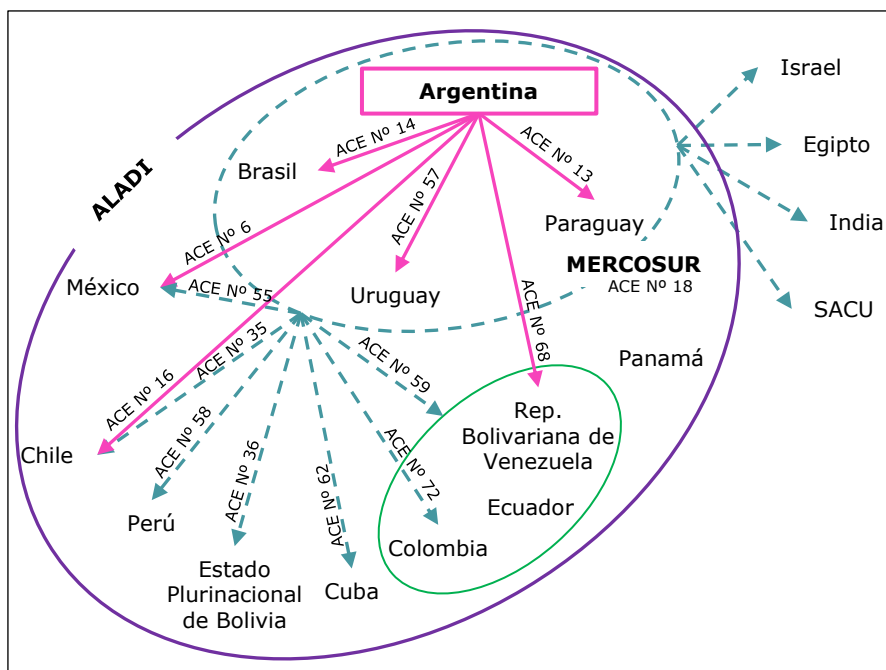 Argentina
Israel
Egipto
India
SACU
ALADI
ACE Nº 14
ACE Nº 13
ACE Nº 57
ACE Nº 6
Brasil
Paraguay
MERCOSUR
ACE Nº 18
México
Uruguay
ACE Nº 55
ACE Nº 68
ACE Nº 35
ACE Nº 16
ACE Nº 59
Panamá
ACE Nº 58
ACE Nº 36
ACE Nº 62
ACE Nº 72
Chile
Rep.
Bolivariana de
Venezuela
Ecuador
Perú
Colombia
Estado
Plurinacional
de Bolivia
Cuba